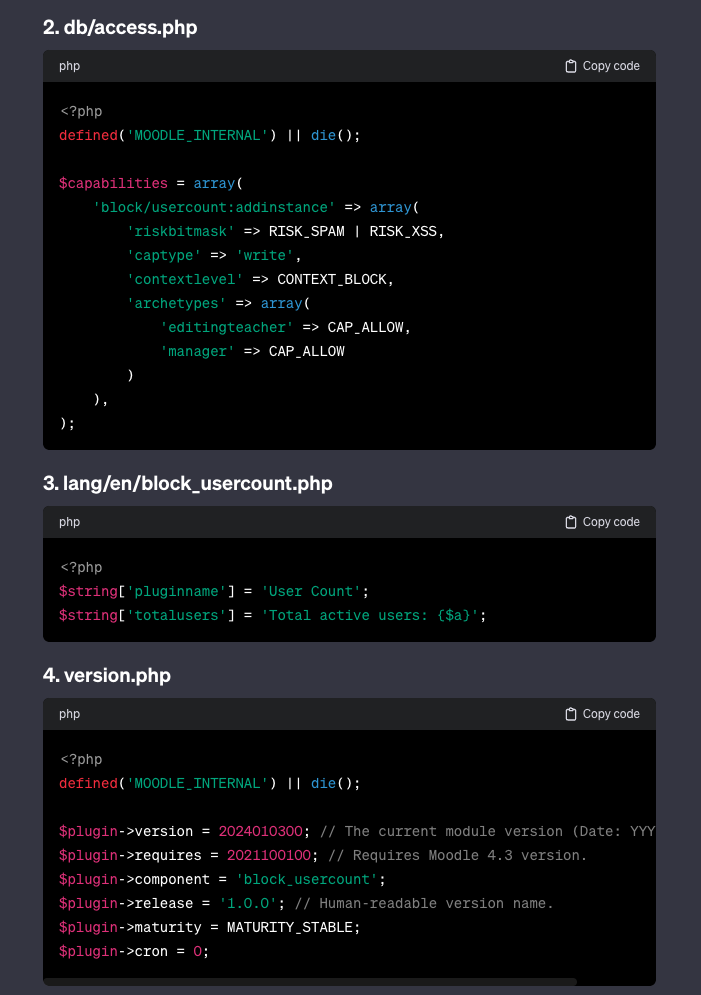 2. db/access.php
php
Copy code
<?php
defined('MOODLE_INTERNAL') || die();
$capabilities = array(
    'block/usercount:addinstance' => array(
        'riskbitmask' => RISK_SPAM | RISK_XSS,
        'captype' => 'write',
        'contextlevel' => CONTEXT_BLOCK,
        'archetypes' => array(
            'editingteacher' => CAP_ALLOW,
            'manager' => CAP_ALLOW
        )
    ),
);
3. lang/en/block_usercount.php
php
Copy code
<?php
$string['pluginname'] = 'User Count';
$string['totalusers'] = 'Total active users: {$a}';
4. version.php
php
Copy code
<?php
defined('MOODLE_INTERNAL') || die();
$plugin->version = 2024010300; // The current module version (Date: YYY
$plugin->requires = 2021100100; // Requires Moodle 4.3 version.
$plugin->component = 'block_usercount';
$plugin->release = '1.0.0'; // Human-readable version name.
$plugin->maturity = MATURITY_STABLE;
$plugin->cron = 0;